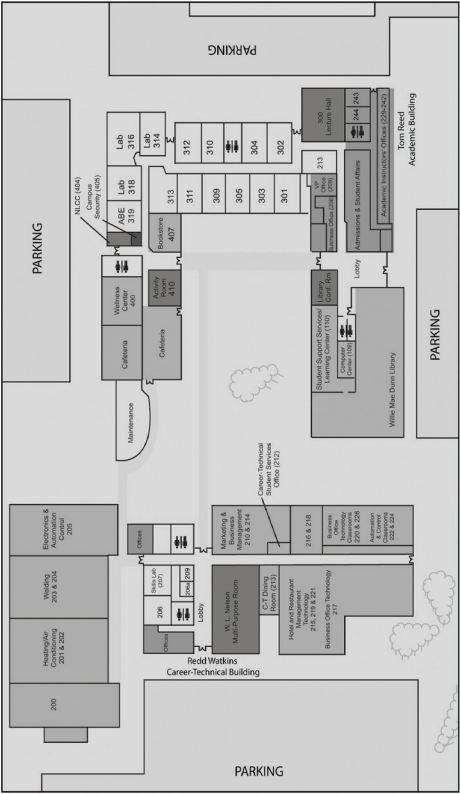 PARKING
PARKING
PARKING
PARKING
Lab
316
Lab
314
312
310
304
302
300
Lecture Hall
243
244
Academic Instructors' Offices (229-242)
Tom Reed
Academic Building
NLCC (404)
Campus
Security (405)
Lab
318
ABE
319
313
311
309
305
303
301
213
VP
Office
Business Office
Admissions & Student Affairs
Bookstore
407
Lobby
Wellness
Center
400
Activity
Room
410
Cafeteria
Cafeteria
Library
Conf. Rm
Student Support Services/
Learning Center (110)
Computer
Center (109)
Willie Mae Dunn Library
Maintenance
Career-Technical
Student Services
Office (212)
Electronics &
Automation
Control
205
Welding
203 & 204
Heating/Air
Conditioning
201 & 202
200
Offices
Marketing &
Business
Management
210 & 214
216 & 218
Business
Office
Technology
Classrooms
220 & 226
Automation
& Control
Classrooms
222 & 224
Skills Lab
(207)
206
206a
209
Lobby
Offices
W. L. Nelson
Multi-Purpose Room
C-T Dining
Room (213)
Hotel and Restaurant
Management
Technology
215, 219 & 221
Business Office Technology
217
Redd Watkins
Career-Technical Building
PARKING